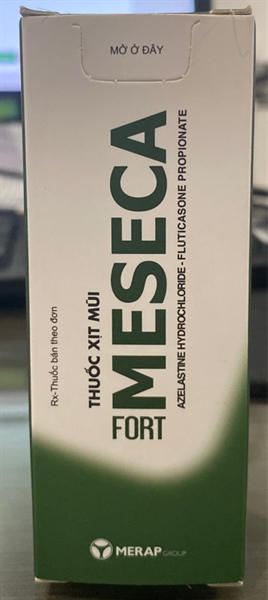 MỞ Ở ĐÂY
Rx-Thuốc bán theo đơn
THUỐC XỊT MŨI
MESECA
FORT
AZELASTINE HYDROCHLORIDE - FLUTICASONE PROPIONATE
MERAP GROUP